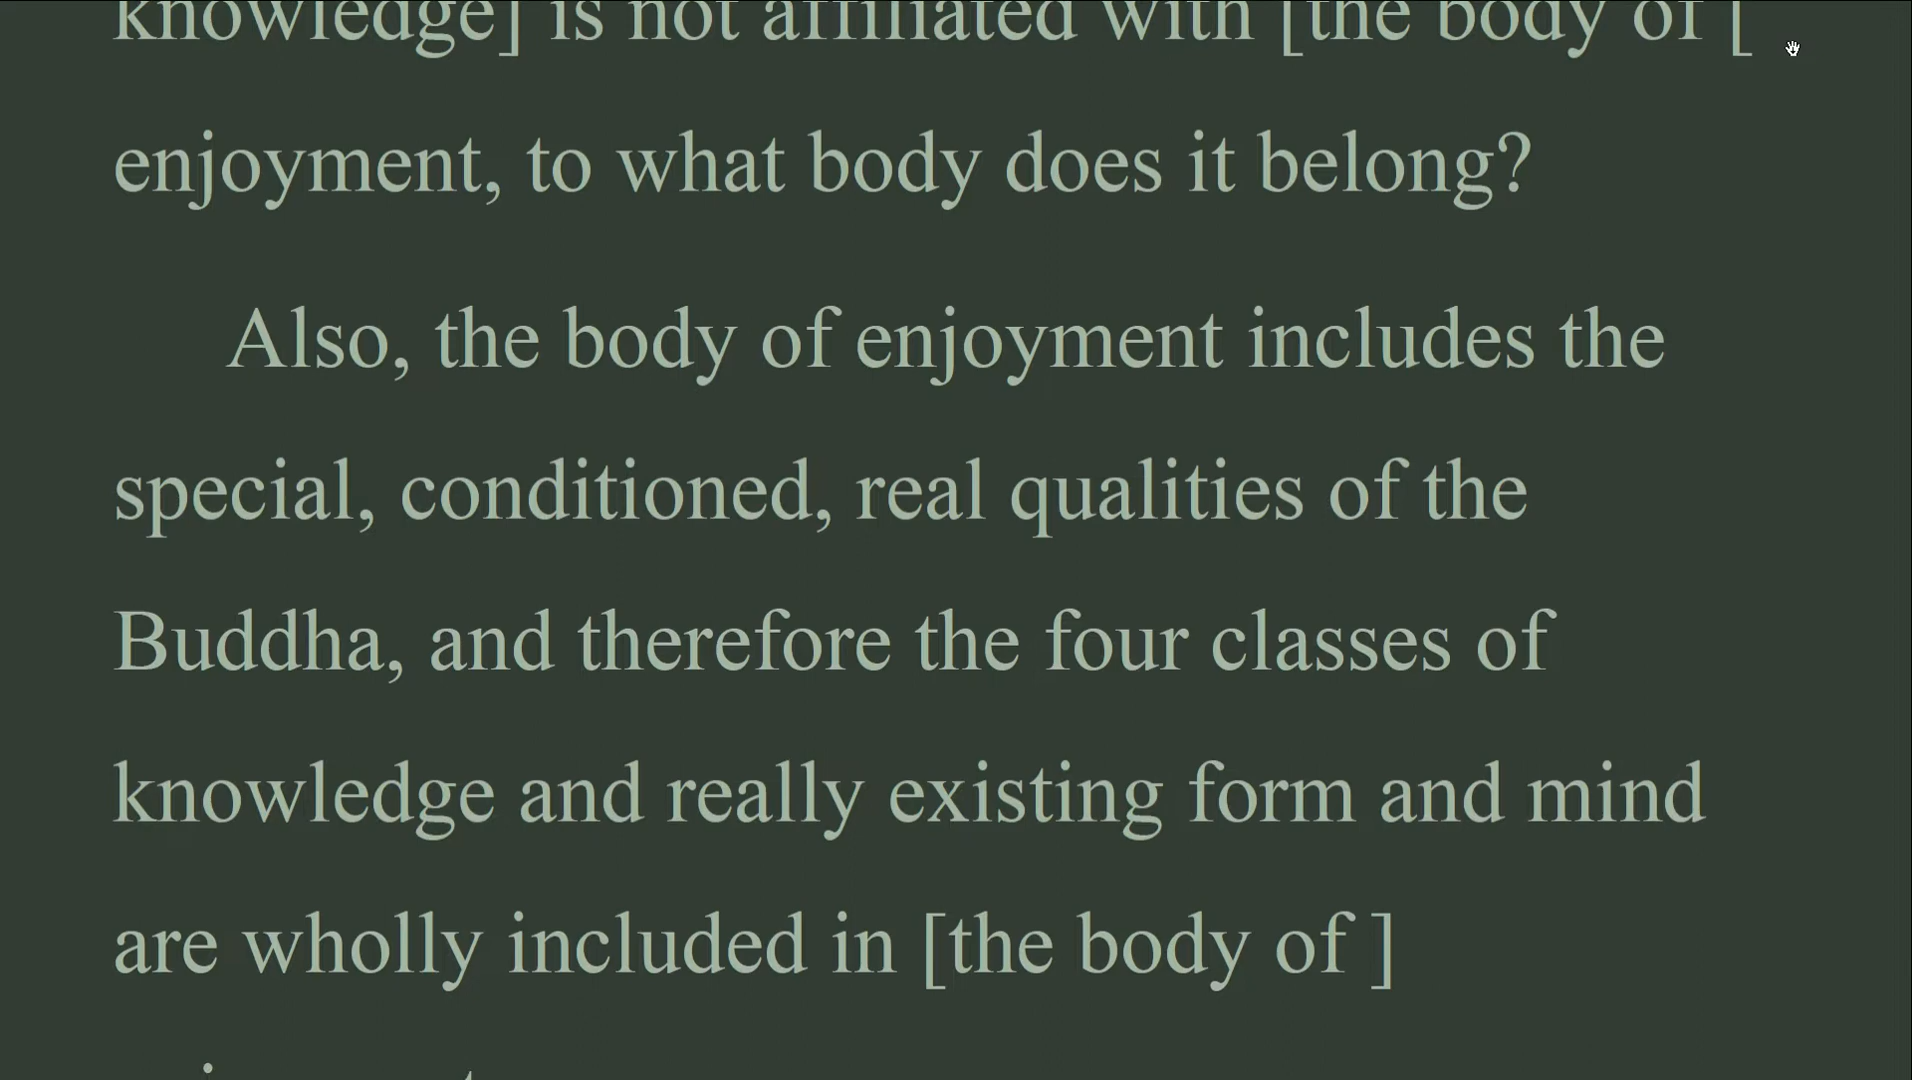 knowledge] is not affiliated with [the body of [
enjoyment, to what body does it belong?
Also, the body of enjoyment includes the
special, conditioned, real qualities of the
Buddha, and therefore the four classes of
knowledge and really existing form and mind
are wholly included in [the body of ]